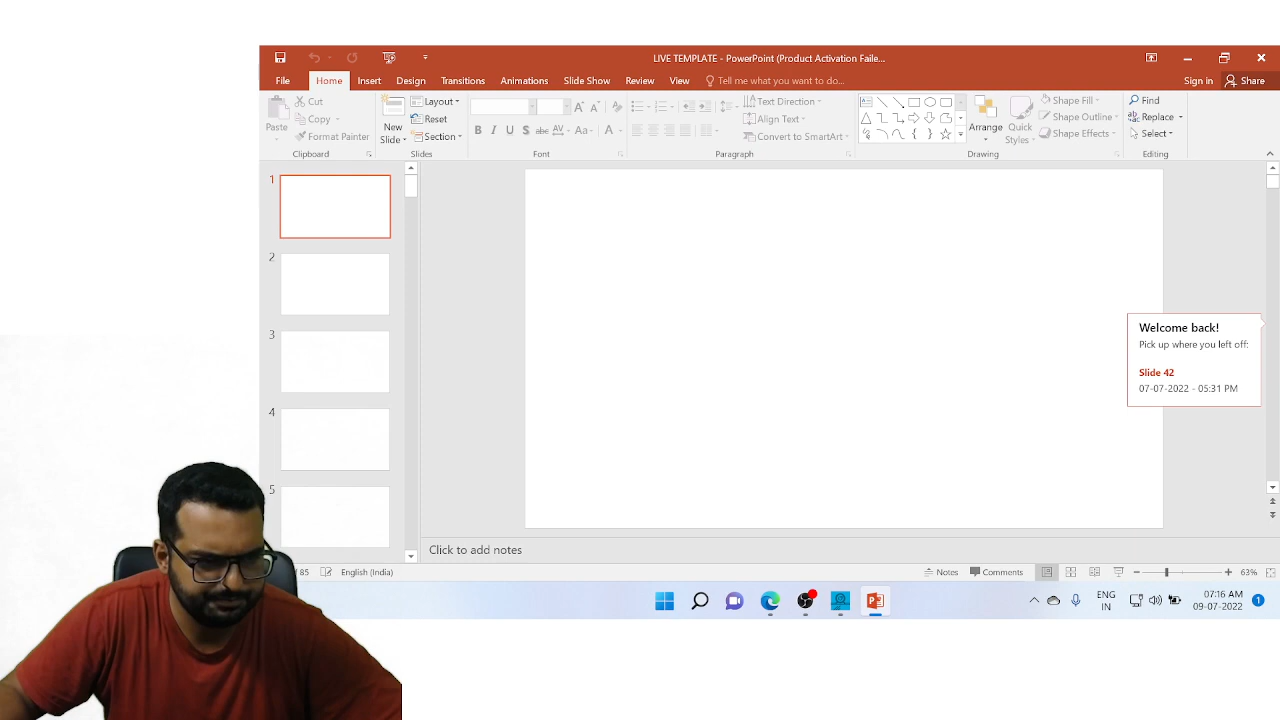 LIVE TEMPLATE - PowerPoint (Product Activation Faile...
File Home Insert Design Transitions Animations Slide Show Review View Tell me what you want to do... Sign in Share
Paste Cut Copy Format Painter Clipboard
New Slide Layout Reset Section Slides
B I U S abc AV Aa A Font
Text Direction Align Text Convert to SmartArt Paragraph
Arrange Quick Styles Shape Fill Shape Outline Shape Effects Drawing
Find Replace Select Editing
1
2
3
4
5
Welcome back!
Pick up where you left off:
Slide 42
07-07-2022 - 05:31 PM
Click to add notes
85 English (India) Notes Comments 63%
ENG IN
07:16 AM
09-07-2022
1